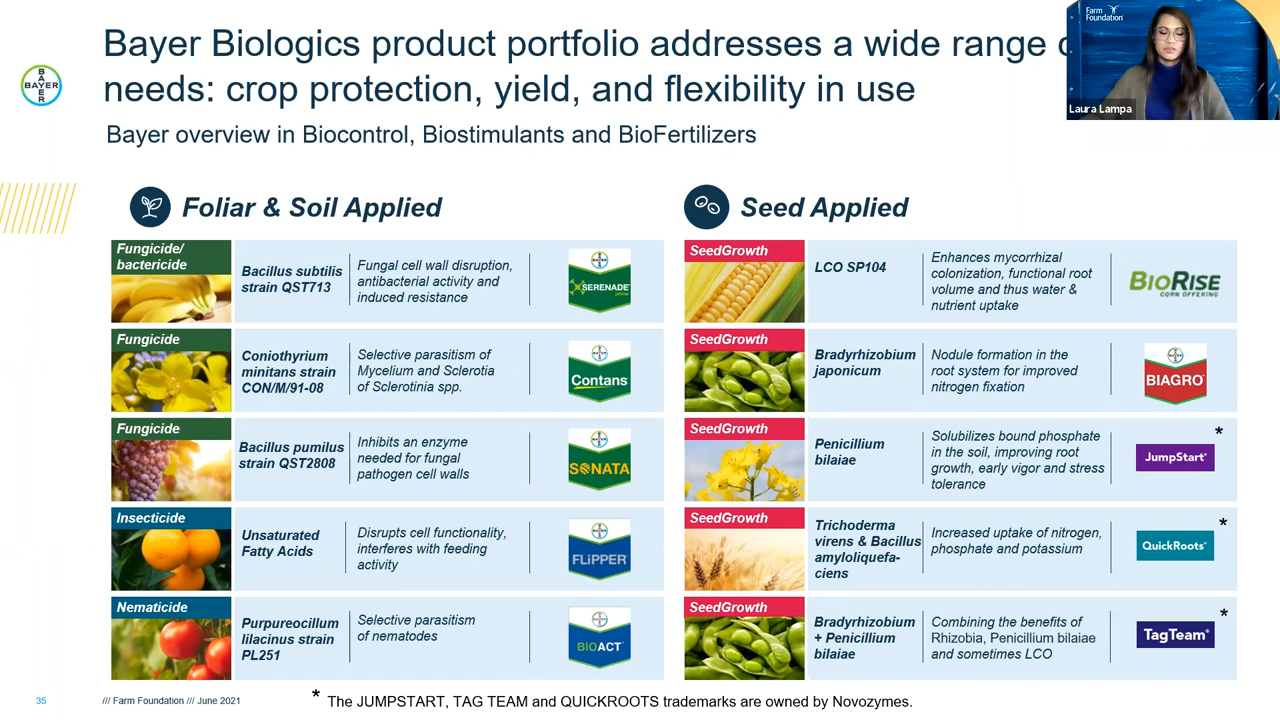 Bayer Biologics product portfolio addresses a wide range
needs: crop protection, yield, and flexibility in use
Bayer overview in Biocontrol, Biostimulants and BioFertilizers
BAYER
BAYER
Farm
Foundation
Laura Lampa
Foliar & Soil Applied
Fungicide/
bactericide
Bacillus subtilis
strain QST713
Fungal cell wall disruption,
antibacterial activity and
induced resistance
SERENADE
prime
Fungicide
Coniothyrium
minitans strain
CON/M/91-08
Selective parasitism of
Mycelium and Sclerotia
of Sclerotinia spp.
Contans
Fungicide
Bacillus pumilus
strain QST2808
Inhibits an enzyme
needed for fungal
pathogen cell walls
SONATA
Insecticide
Unsaturated
Fatty Acids
Disrupts cell functionality,
interferes with feeding
activity
FLiPPER
Nematicide
Purpureocillum
lilacinus strain
PL251
Selective parasitism
of nematodes
BIOACT
Seed Applied
SeedGrowth
LCO SP104
Enhances mycorrhizal
colonization, functional root
volume and thus water &
nutrient uptake
BioRise
CORN OFFERING
SeedGrowth
Bradyrhizobium
japonicum
Nodule formation in the
root system for improved
nitrogen fixation
BIAGRO
SeedGrowth
Penicillium
bilaiae
Solubilizes bound phosphate
in the soil, improving root
growth, early vigor and stress
tolerance
JumpStart®
*
SeedGrowth
Trichoderma
virens & Bacillus
amyloliquefa-
ciens
Increased uptake of nitrogen,
phosphate and potassium
QuickRoots®
*
SeedGrowth
Bradyrhizobium
+ Penicillium
bilaiae
Combining the benefits of
Rhizobia, Penicillium bilaiae
and sometimes LCO
TagTeam®
*
35
/// Farm Foundation /// June 2021
* The JUMPSTART, TAG TEAM and QUICKROOTS trademarks are owned by Novozymes.